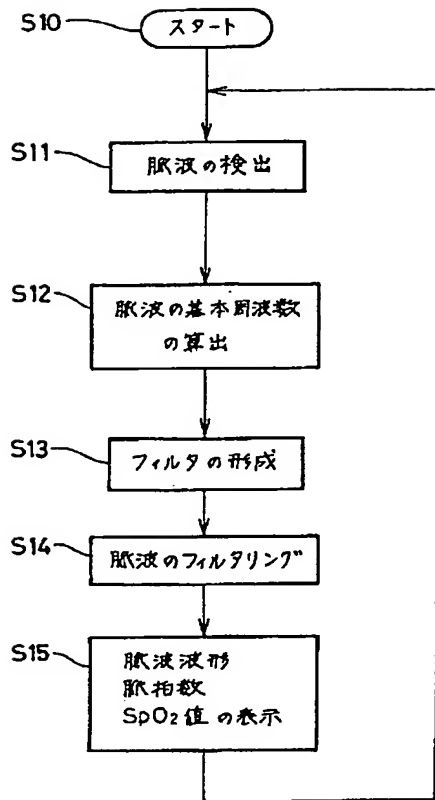 S10
スタート
S11
脈波の検出
S12
脈波の基本周波数
の算出
S13
フィルタの形成
S14
脈波のフィルタリング
S15
脈波波形
脈拍数
SpO₂値の表示